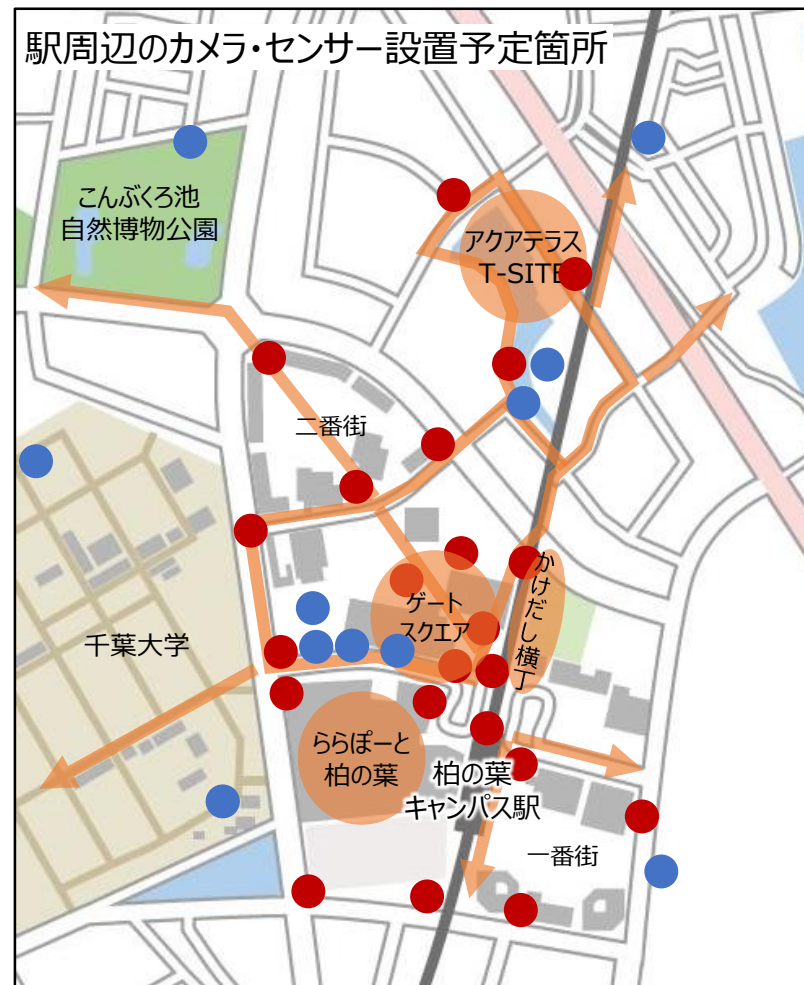 駅周辺のカメラ・センサー設置予定箇所
こんぶくろ池
自然博物公園
アクアテラス
T-SITE
二番街
ゲート
スクエア
かけだし横丁
千葉大学
ららぽーと
柏の葉
柏の葉
キャンパス駅
一番街